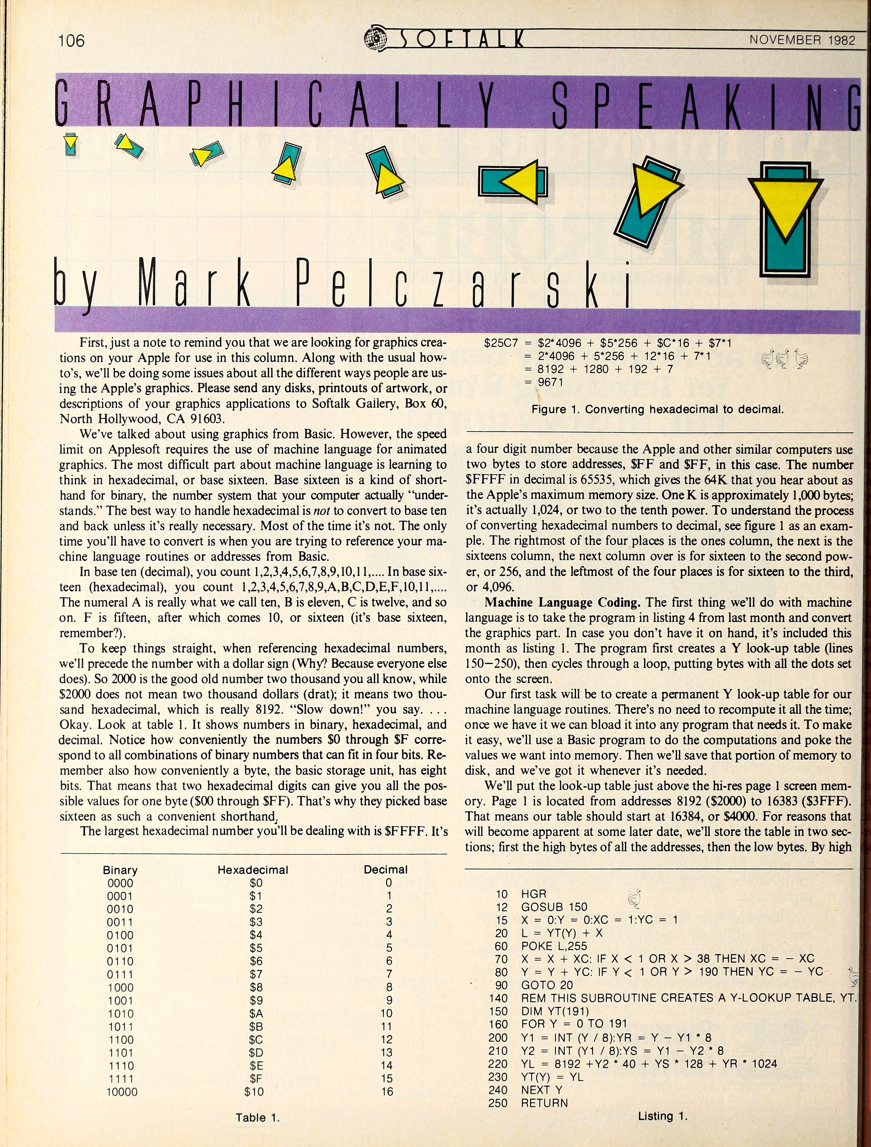 106
SOFTALK
NOVEMBER 1982
GRAPHICALLY SPEAKING
by Mark Pelczarski
First, just a note to remind you that we are looking for graphics crea-
tions on your Apple for use in this column. Along with the usual how-
to's, we'll be doing some issues about all the different ways people are us-
ing the Apple's graphics. Please send any disks, printouts of artwork, or
descriptions of your graphics applications to Softalk Gallery, Box 60,
North Hollywood, CA 91603.
We've talked about using graphics from Basic. However, the speed
limit on Applesoft requires the use of machine language for animated
graphics. The most difficult part about machine language is learning to
think in hexadecimal, or base sixteen. Base sixteen is a kind of short-
hand for binary, the number system that your computer actually "under-
stands." The best way to handle hexadecimal is not to convert to base ten
and back unless it's really necessary. Most of the time it's not. The only
time you'll have to convert is when you are trying to reference your ma-
chine language routines or addresses from Basic.
In base ten (decimal), you count 1,2,3,4,5,6,7,8,9,10,11,.... In base six-
teen (hexadecimal), you count 1,2,3,4,5,6,7,8,9,A,B,C,D,E,F,10,11,....
The numeral A is really what we call ten, B is eleven, C is twelve, and so
on. F is fifteen, after which comes 10, or sixteen (it's base sixteen,
remember?).
To keep things straight, when referencing hexadecimal numbers,
we'll precede the number with a dollar sign (Why? Because everyone else
does). So 2000 is the good old number two thousand you all know, while
$2000 does not mean two thousand dollars (drat); it means two thou-
sand hexadecimal, which is really 8192. "Slow down!" you say. . . .
Okay. Look at table 1. It shows numbers in binary, hexadecimal, and
decimal. Notice how conveniently the numbers $0 through $F corre-
spond to all combinations of binary numbers that can fit in four bits. Re-
member also how conveniently a byte, the basic storage unit, has eight
bits. That means that two hexadecimal digits can give you all the pos-
sible values for one byte ($00 through $FF). That's why they picked base
sixteen as such a convenient shorthand.
The largest hexadecimal number you'll be dealing with is $FFFF. It's
Binary Hexadecimal Decimal
0000 $0 0
0001 $1 1
0010 $2 2
0011 $3 3
0100 $4 4
0101 $5 5
0110 $6 6
0111 $7 7
1000 $8 8
1001 $9 9
1010 $A 10
1011 $B 11
1100 $C 12
1101 $D 13
1110 $E 14
1111 $F 15
10000 $10 16
Table 1.
$25C7 = $2*4096 + $5*256 + $C*16 + $7*1
= 2*4096 + 5*256 + 12*16 + 7*1
= 8192 + 1280 + 192 + 7
= 9671
Figure 1. Converting hexadecimal to decimal.
a four digit number because the Apple and other similar computers use
two bytes to store addresses, $FF and $FF, in this case. The number
$FFFF in decimal is 65535, which gives the 64K that you hear about as
the Apple's maximum memory size. One K is approximately 1,000 bytes;
it's actually 1,024, or two to the tenth power. To understand the process
of converting hexadecimal numbers to decimal, see figure 1 as an exam-
ple. The rightmost of the four places is the ones column, the next is the
sixteens column, the next column over is for sixteen to the second pow-
er, or 256, and the leftmost of the four places is for sixteen to the third,
or 4,096.
Machine Language Coding. The first thing we'll do with machine
language is to take the program in listing 4 from last month and convert
the graphics part. In case you don't have it on hand, it's included this
month as listing 1. The program first creates a Y look-up table (lines
150–250), then cycles through a loop, putting bytes with all the dots set
onto the screen.
Our first task will be to create a permanent Y look-up table for our
machine language routines. There's no need to recompute it all the time;
once we have it we can bload it into any program that needs it. To make
it easy, we'll use a Basic program to do the computations and poke the
values we want into memory. Then we'll save that portion of memory to
disk, and we've got it whenever it's needed.
We'll put the look-up table just above the hi-res page 1 screen mem-
ory. Page 1 is located from addresses 8192 ($2000) to 16383 ($3FFF).
That means our table should start at 16384, or $4000. For reasons that
will become apparent at some later date, we'll store the table in two sec-
tions; first the high bytes of all the addresses, then the low bytes. By high
10 HGR
12 GOSUB 150
15 X = 0:Y = 0:XC = 1:YC = 1
20 L = YT(Y) + X
60 POKE L,255
70 X = X + XC: IF X < 1 OR X > 38 THEN XC = – XC
80 Y = Y + YC: IF Y < 1 OR Y > 190 THEN YC = – YC
90 GOTO 20
140 REM THIS SUBROUTINE CREATES A Y-LOOKUP TABLE, YT.
150 DIM YT(191)
160 FOR Y = 0 TO 191
200 Y1 = INT (Y / 8):YR = Y – Y1 * 8
210 Y2 = INT (Y1 / 8):YS = Y1 – Y2 * 8
220 YL = 8192 +Y2 * 40 + YS * 128 + YR * 1024
230 YT(Y) = YL
240 NEXT Y
250 RETURN
Listing 1.